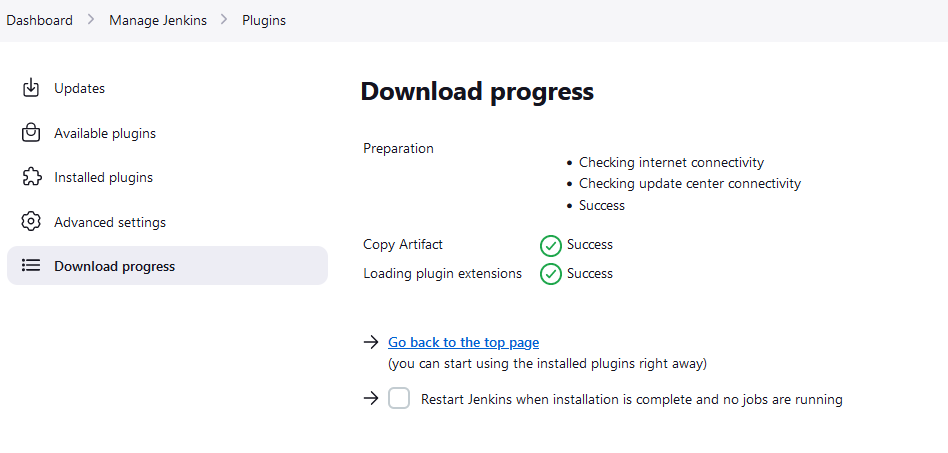 Dashboard > Manage Jenkins > Plugins
Updates
Available plugins
Installed plugins
Advanced settings
Download progress
Download progress
Preparation
• Checking internet connectivity
• Checking update center connectivity
• Success
Copy Artifact Success
Loading plugin extensions Success
→ Go back to the top page
(you can start using the installed plugins right away)
→ Restart Jenkins when installation is complete and no jobs are running